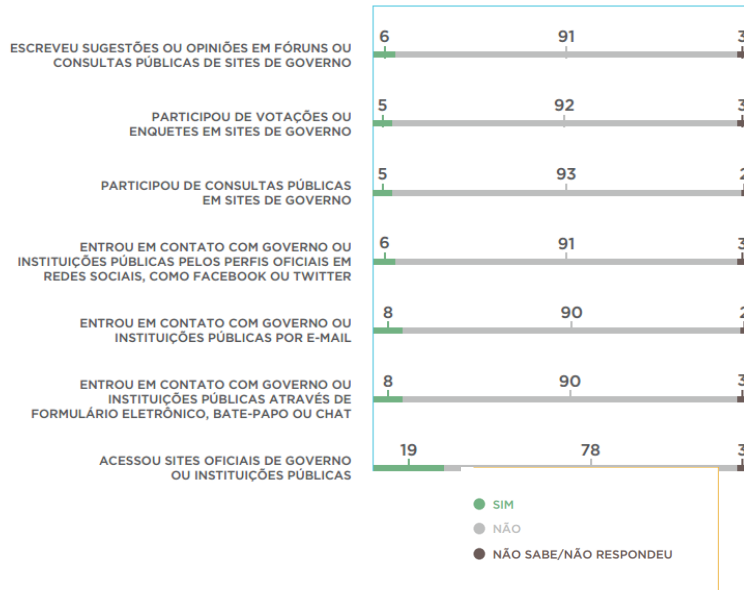 6 91 3
ESCREVEU SUGESTÕES OU OPINIÕES EM FÓRUNS OU
CONSULTAS PÚBLICAS DE SITES DE GOVERNO
5 92 3
PARTICIPOU DE VOTAÇÕES OU
ENQUETES EM SITES DE GOVERNO
5 93 2
PARTICIPOU DE CONSULTAS PÚBLICAS
EM SITES DE GOVERNO
6 91 3
ENTROU EM CONTATO COM GOVERNO OU
INSTITUIÇÕES PÚBLICAS PELOS PERFIS OFICIAIS EM
REDES SOCIAIS, COMO FACEBOOK OU TWITTER
8 90 2
ENTROU EM CONTATO COM GOVERNO OU
INSTITUIÇÕES PÚBLICAS POR E-MAIL
8 90 3
ENTROU EM CONTATO COM GOVERNO OU
INSTITUIÇÕES PÚBLICAS ATRAVÉS DE
FORMULÁRIO ELETRÔNICO, BATE-PAPO OU CHAT
19 78 3
ACESSOU SITES OFICIAIS DE GOVERNO
OU INSTITUIÇÕES PÚBLICAS
SIM
NÃO
NÃO SABE/NÃO RESPONDEU